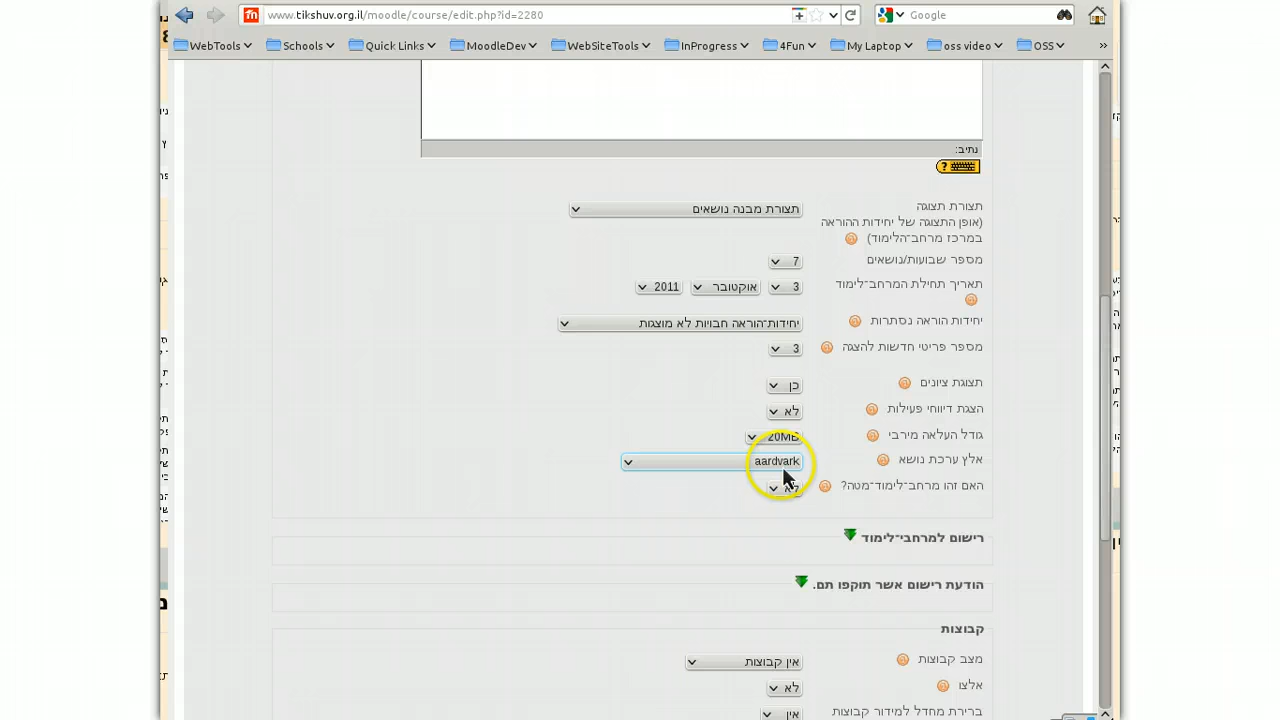 www.tikshuv.org.il/moodle/course/edit.php?id=2280
Google
WebTools
Schools
Quick Links
MoodleDev
WebSiteTools
InProgress
4Fun
My Laptop
oss video
OSS
»
נתיב:
?
תצורת תצוגה
(אופן התצוגה של יחידות ההוראה
במרכז מרחב־הלימוד)
תצורת מבנה נושאים
מספר שבועות/נושאים
7
תאריך תחילת המרחב־לימוד
3 אוקטובר 2011
יחידות הוראה נסתרות
יחידות־הוראה חבויות לא מוצגות
מספר פריטי חדשות להצגה
3
תצוגת ציונים
כן
הצגת דיווחי פעילות
לא
גודל העלאה מירבי
20MB
אלץ ערכת נושא
aardvark
האם זהו מרחב־לימוד־מטה?
לא
רישום למרחבי־לימוד
הודעת רישום אשר תוקפו תם.
קבוצות
מצב קבוצות
אין קבוצות
אלצו
לא
ברירת מחדל למידור קבוצות
אין